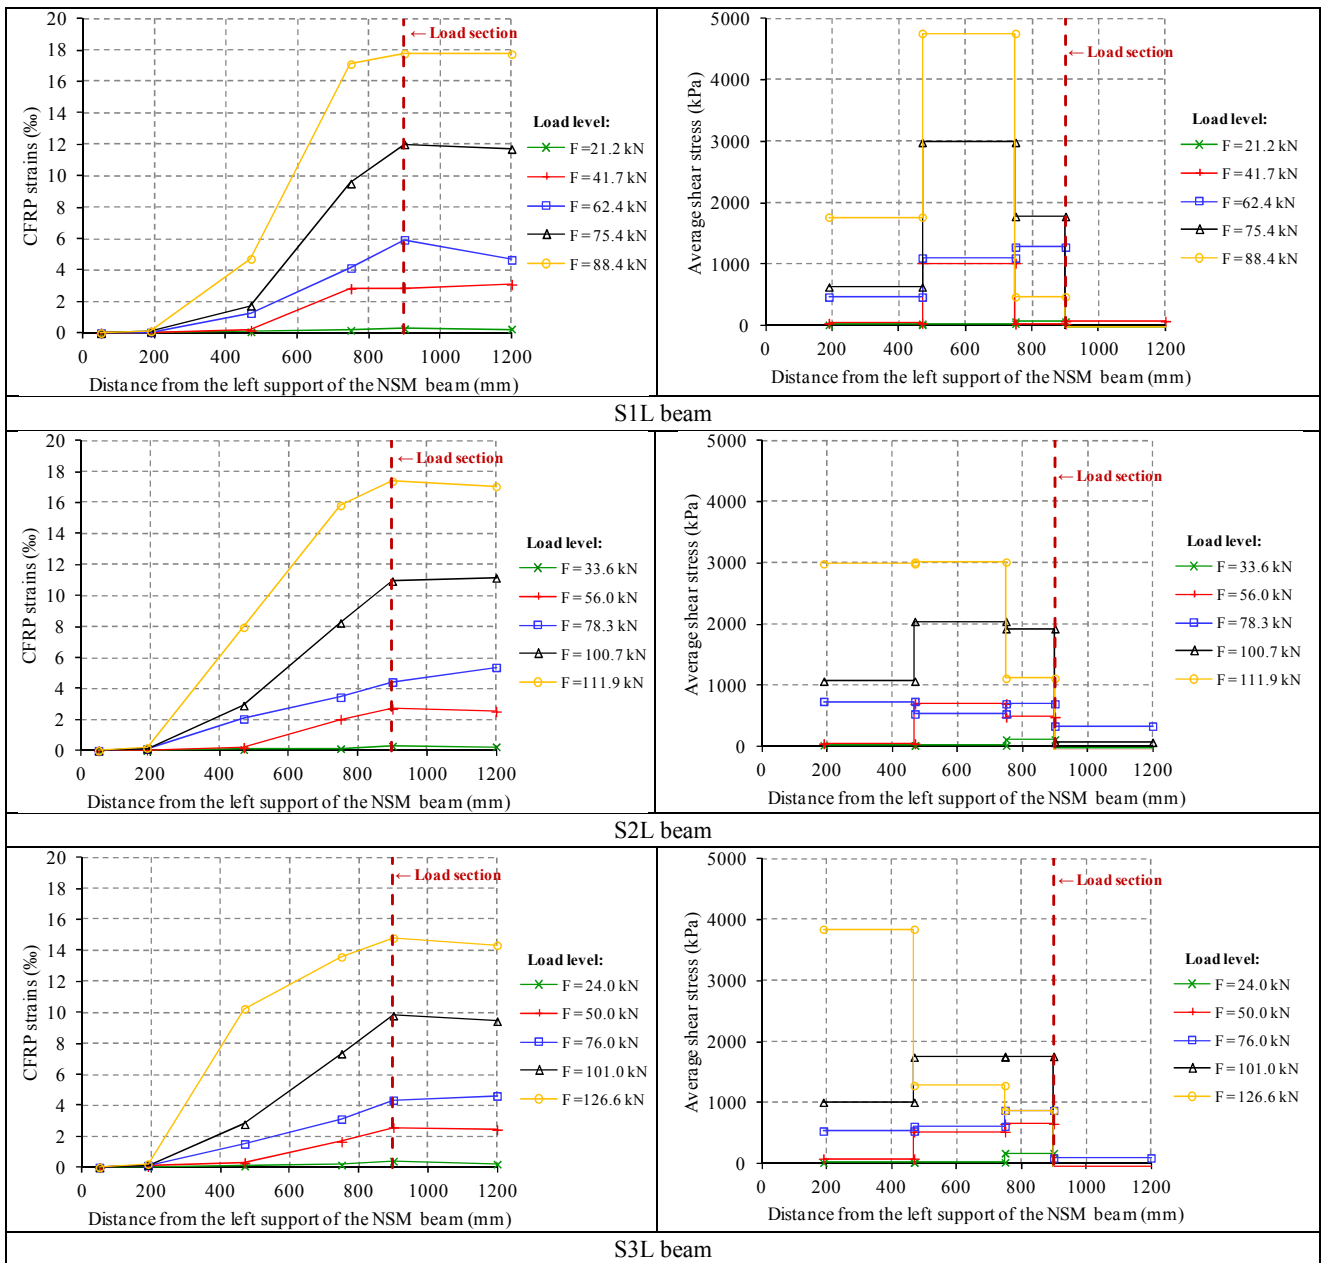 20
18
16
14
12
10
8
6
4
2
0
0 200 400 600 800 1000 1200
CFRP strains (‰)
Distance from the left support of the NSM beam (mm)
← Load section
Load level:
F=21.2 kN
F=41.7 kN
F=62.4 kN
F=75.4 kN
F=88.4 kN
5000
4000
3000
2000
1000
0
0 200 400 600 800 1000 1200
Average shear stress (kPa)
Distance from the left support of the NSM beam (mm)
← Load section
Load level:
F=21.2 kN
F=41.7 kN
F=62.4 kN
F=75.4 kN
F=88.4 kN
S1L beam
20
18
16
14
12
10
8
6
4
2
0
0 200 400 600 800 1000 1200
CFRP strains (‰)
Distance from the left support of the NSM beam (mm)
← Load section
Load level:
F=33.6 kN
F=56.0 kN
F=78.3 kN
F=100.7 kN
F=111.9 kN
5000
4000
3000
2000
1000
0
0 200 400 600 800 1000 1200
Average shear stress (kPa)
Distance from the left support of the NSM beam (mm)
← Load section
Load level:
F=33.6 kN
F=56.0 kN
F=78.3 kN
F=100.7 kN
F=111.9 kN
S2L beam
20
18
16
14
12
10
8
6
4
2
0
0 200 400 600 800 1000 1200
CFRP strains (‰)
Distance from the left support of the NSM beam (mm)
← Load section
Load level:
F=24.0 kN
F=50.0 kN
F=76.0 kN
F=101.0 kN
F=126.6 kN
5000
4000
3000
2000
1000
0
0 200 400 600 800 1000 1200
Average shear stress (kPa)
Distance from the left support of the NSM beam (mm)
← Load section
Load level:
F=24.0 kN
F=50.0 kN
F=76.0 kN
F=101.0 kN
F=126.6 kN
S3L beam